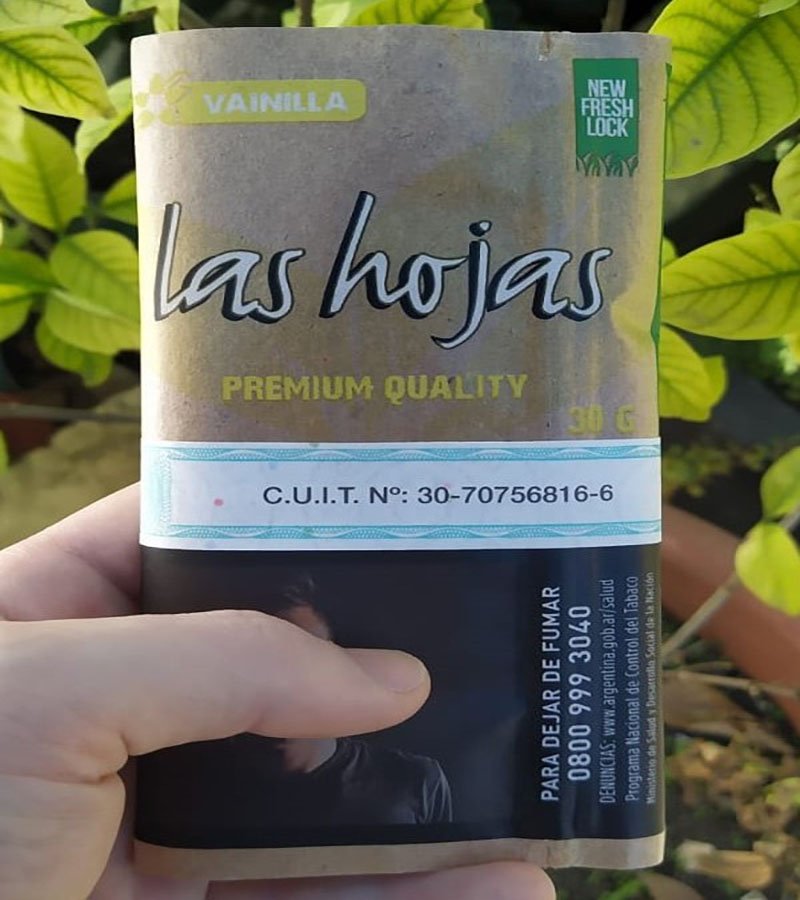 VAINILLA
NEW
FRESH
LOCK
las hojas
PREMIUM QUALITY
30 G
C.U.I.T. Nº: 30-70756816-6
PARA DEJAR DE FUMAR
0800 999 3040
DENUNCIAS: www.argentina.gob.ar/salud
Programa Nacional de Control del Tabaco
Ministerio de Salud y Desarrollo Social de la Nación